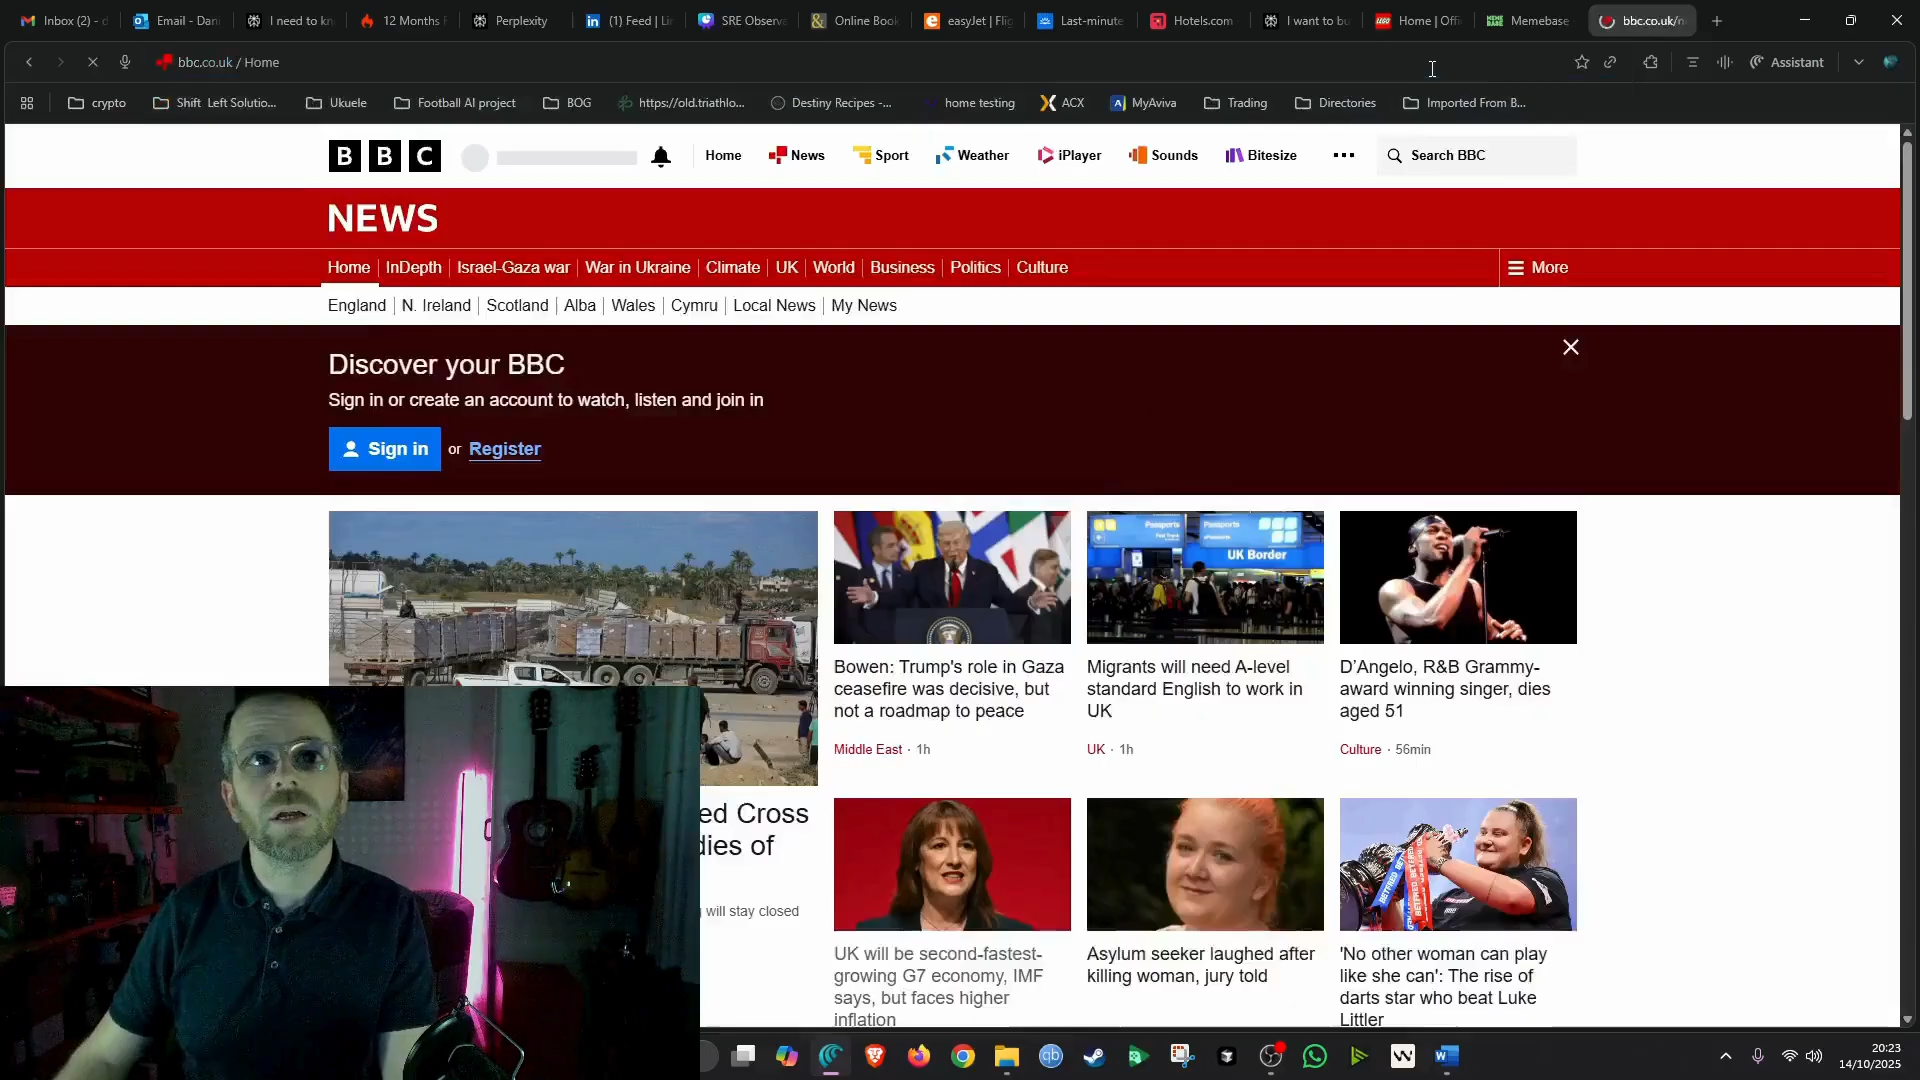 Inbox (2) - d
Email - Dani
I need to kn
12 Months F
Perplexity
(1) Feed | Lin
SRE Observa
Online Book
easyJet | Flig
Last-minute
Hotels.com
I want to bu
Home | Offi
Memebase
bbc.co.uk/n
bbc.co.uk / Home
Assistant
crypto
Shift Left Solutio...
Ukuele
Football AI project
BOG
https://old.triathlo...
Destiny Recipes -...
home testing
ACX
MyAviva
Trading
Directories
Imported From B...
BBC
Home
News
Sport
Weather
iPlayer
Sounds
Bitesize
Search BBC
NEWS
Home
InDepth
Israel-Gaza war
War in Ukraine
Climate
UK
World
Business
Politics
Culture
More
England
N. Ireland
Scotland
Alba
Wales
Cymru
Local News
My News
Discover your BBC
Sign in or create an account to watch, listen and join in
Sign in or Register
Passports
Passports
UK Border
Bowen: Trump's role in Gaza
ceasefire was decisive, but
not a roadmap to peace
Middle East · 1h
Migrants will need A-level
standard English to work in
UK
UK · 1h
D'Angelo, R&B Grammy-
award winning singer, dies
aged 51
Culture · 56min
ed Cross
dies of
will stay closed
BETFRED
UK will be second-fastest-
growing G7 economy, IMF
says, but faces higher
inflation
Asylum seeker laughed after
killing woman, jury told
'No other woman can play
like she can': The rise of
darts star who beat Luke
Littler
20:23
14/10/2025